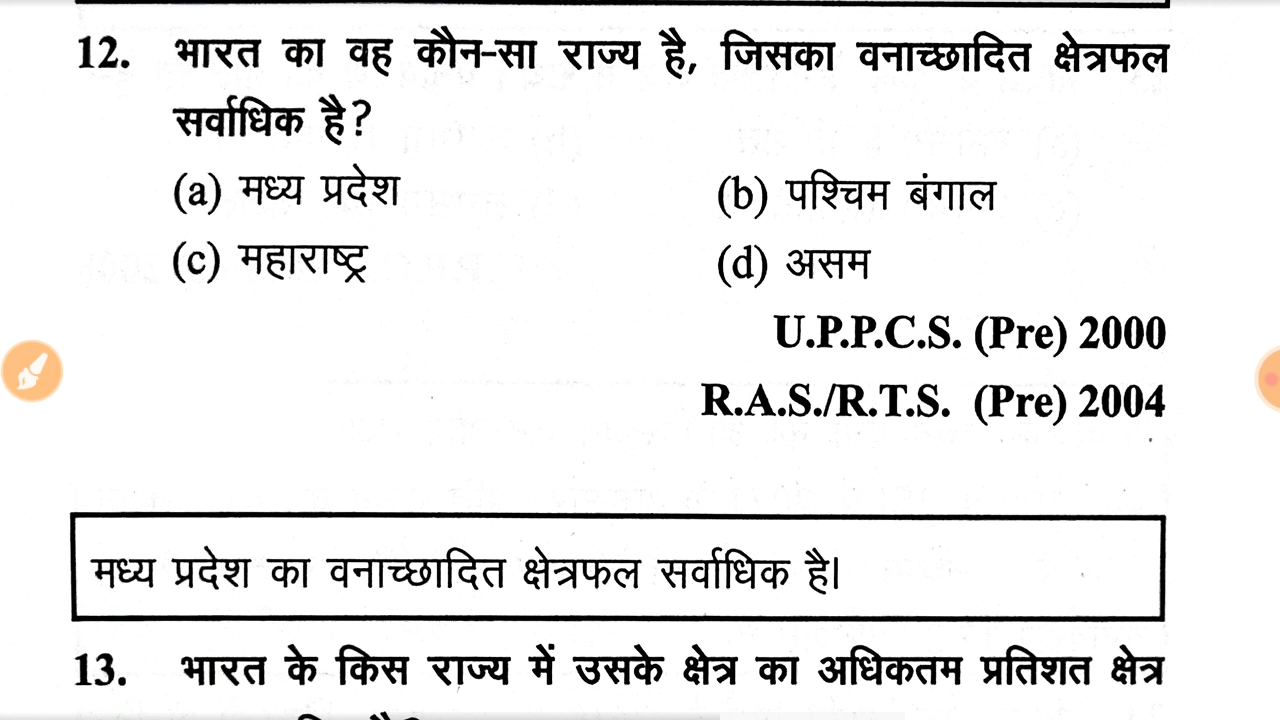 12. भारत का वह कौन-सा राज्य है, जिसका वनाच्छादित क्षेत्रफल
सर्वाधिक है?
(a) मध्य प्रदेश (b) पश्चिम बंगाल
(c) महाराष्ट्र (d) असम
U.P.P.C.S. (Pre) 2000
R.A.S./R.T.S. (Pre) 2004
मध्य प्रदेश का वनाच्छादित क्षेत्रफल सर्वाधिक है।
13. भारत के किस राज्य में उसके क्षेत्र का अधिकतम प्रतिशत क्षेत्र